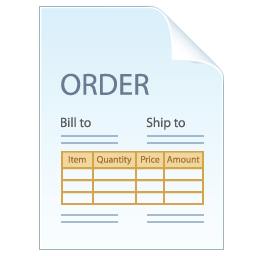 ORDER
Bill to Ship to
Item Quantity Price Amount